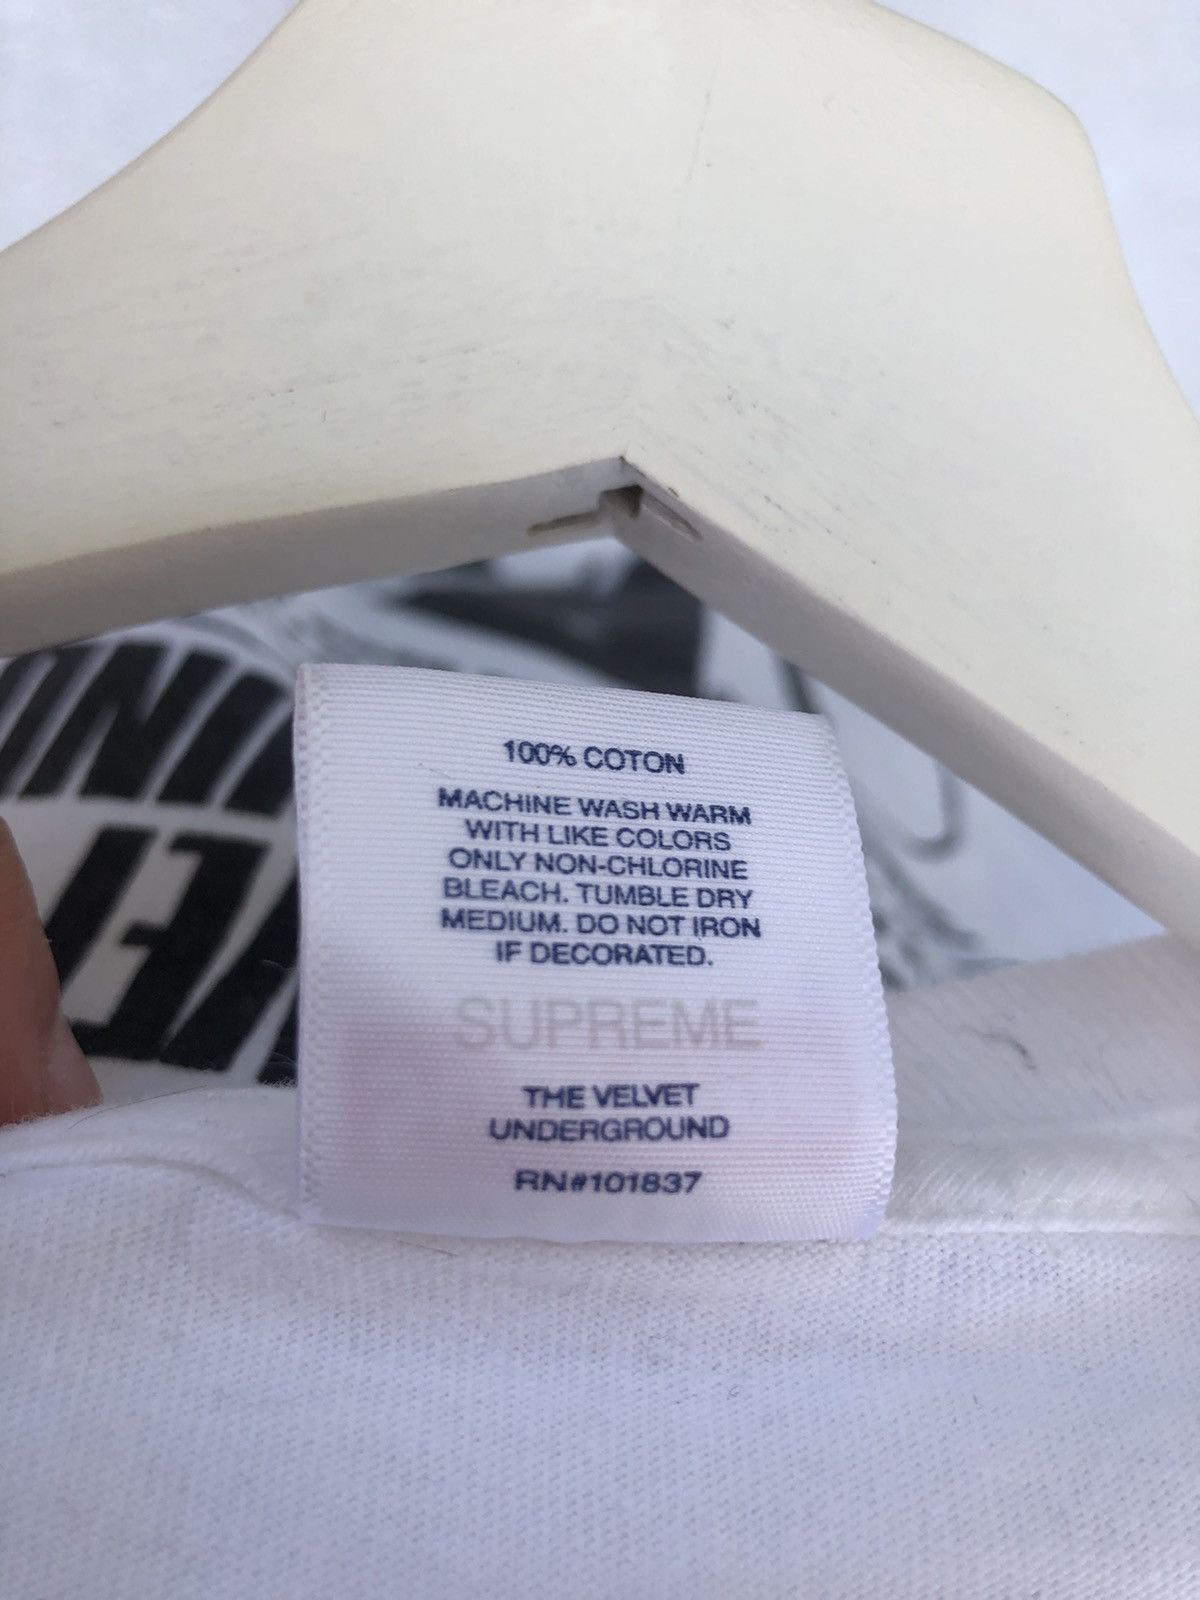 100% COTON
MACHINE WASH WARM
WITH LIKE COLORS
ONLY NON-CHLORINE
BLEACH. TUMBLE DRY
MEDIUM. DO NOT IRON
IF DECORATED.
SUPREME
THE VELVET
UNDERGROUND
RN#101837